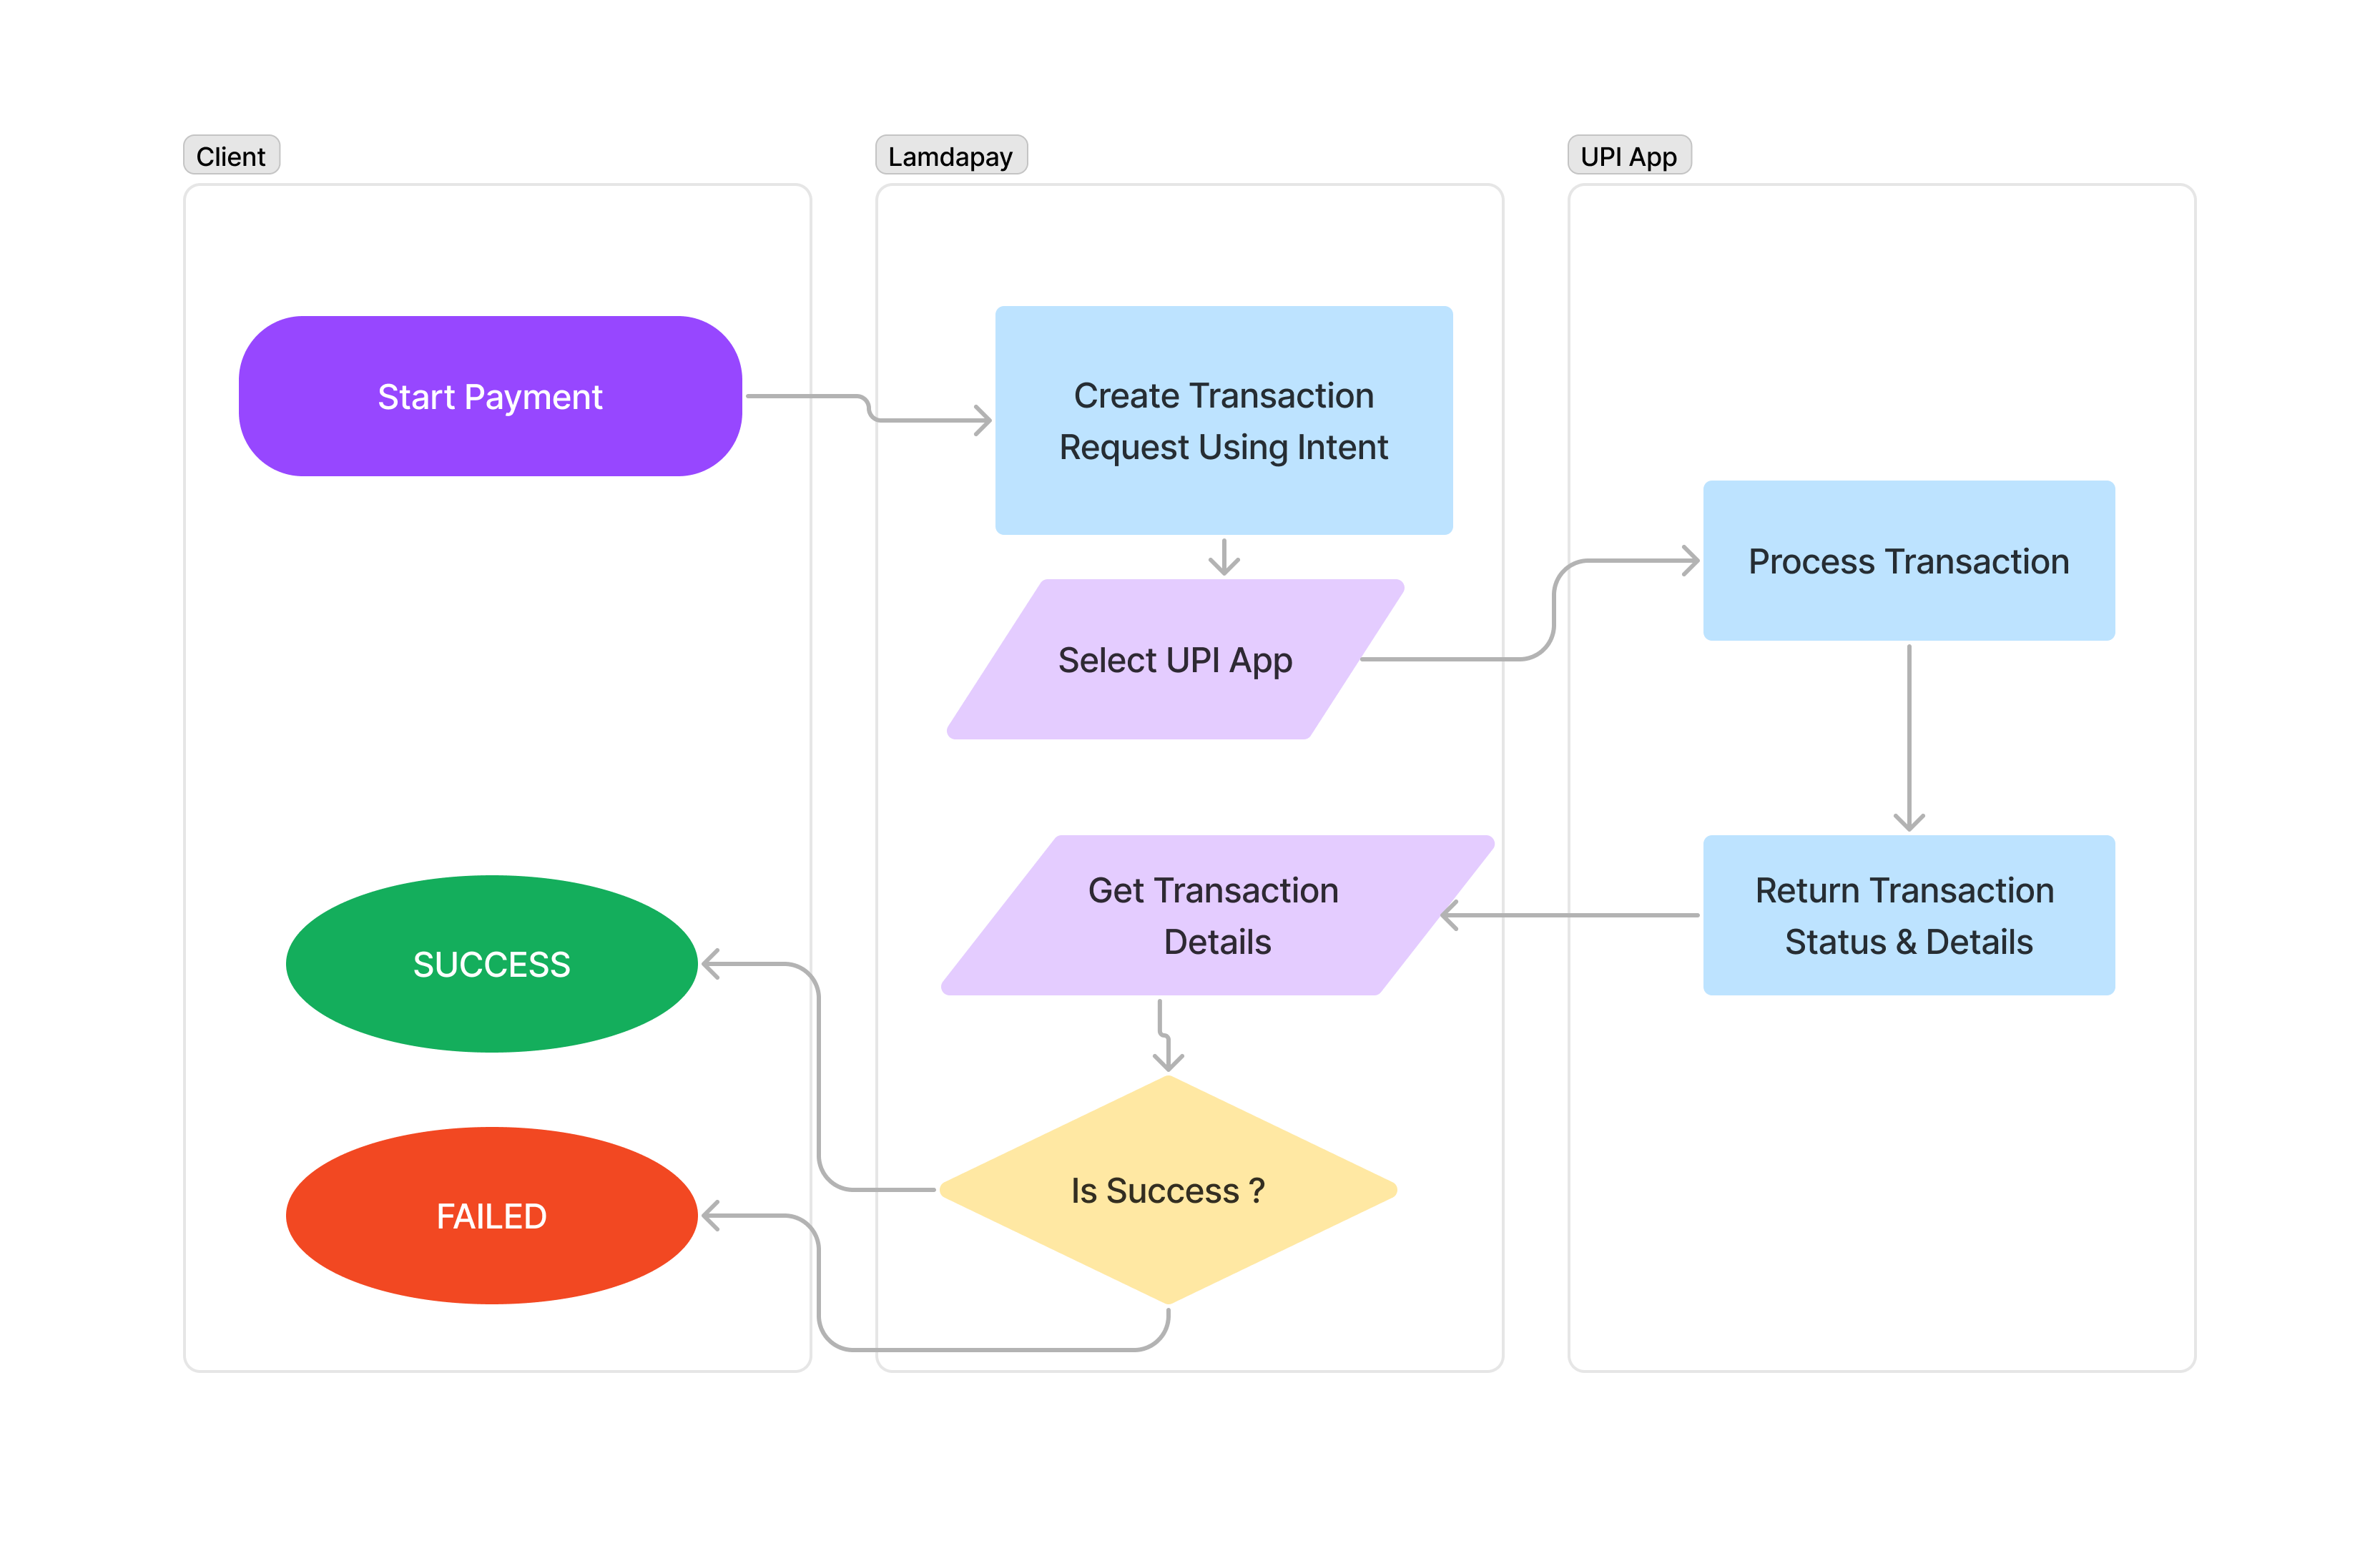 Client
Lamdapay
UPI App
Start Payment
Create Transaction
Request Using Intent
Select UPI App
Process Transaction
Return Transaction
Status & Details
Get Transaction
Details
Is Success ?
SUCCESS
FAILED